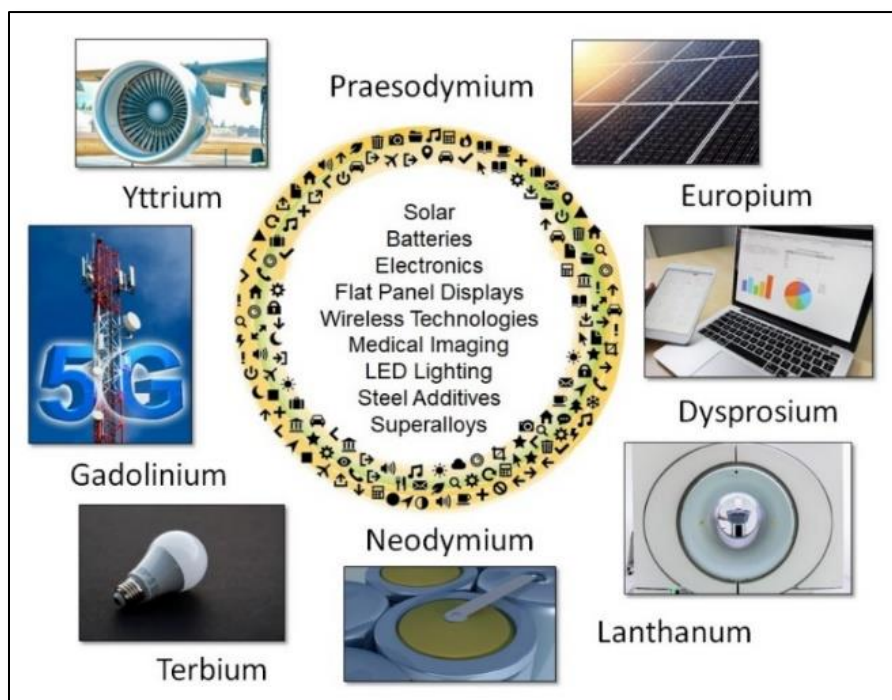 Praesodymium
Yttrium
Europium
Solar
Batteries
Electronics
Flat Panel Displays
Wireless Technologies
Medical Imaging
LED Lighting
Steel Additives
Superalloys
5G
Gadolinium
Dysprosium
Neodymium
Terbium
Lanthanum